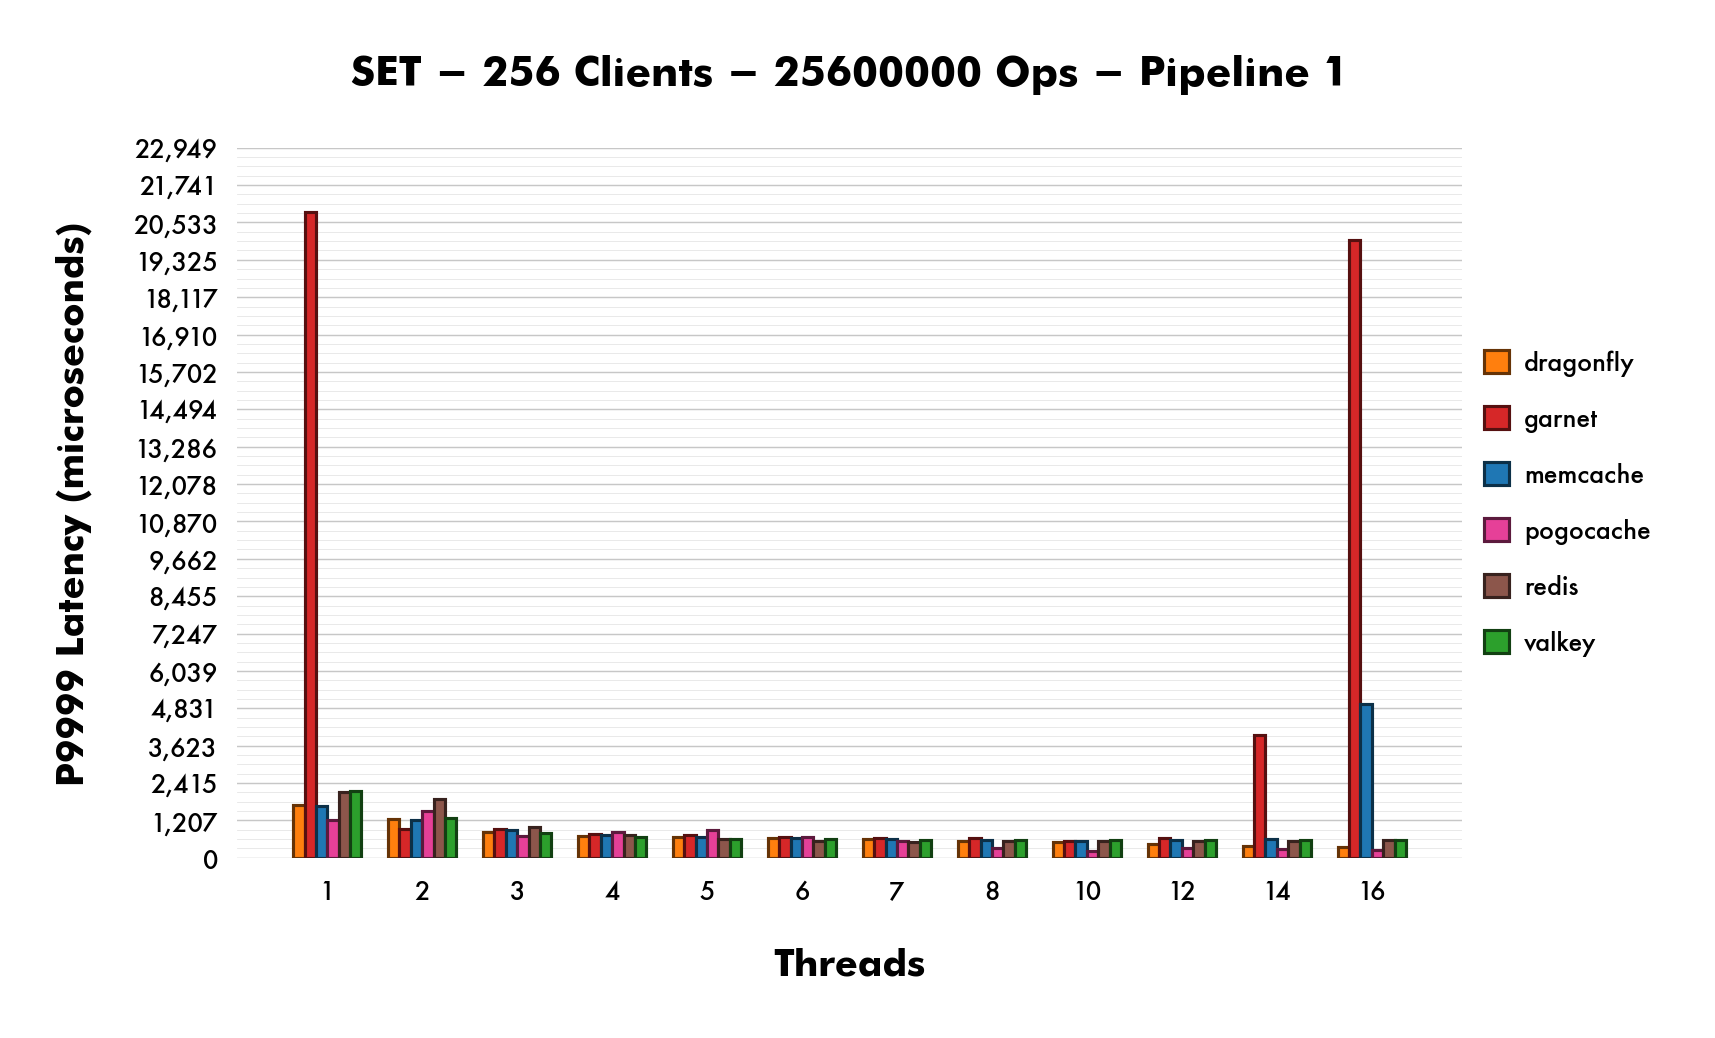 SET – 256 Clients – 25600000 Ops – Pipeline 1
P9999 Latency (microseconds)
22,949
21,741
20,533
19,325
18,117
16,910
15,702
14,494
13,286
12,078
10,870
9,662
8,455
7,247
6,039
4,831
3,623
2,415
1,207
0
1 2 3 4 5 6 7 8 10 12 14 16
Threads
dragonfly
garnet
memcache
pogocache
redis
valkey